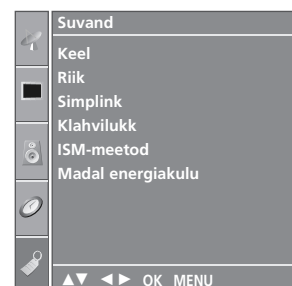 Suvand
Keel
Riik
Simplink
Klahvilukk
ISM-meetod
Madal energiakulu
▲▼ ◄► OK MENU